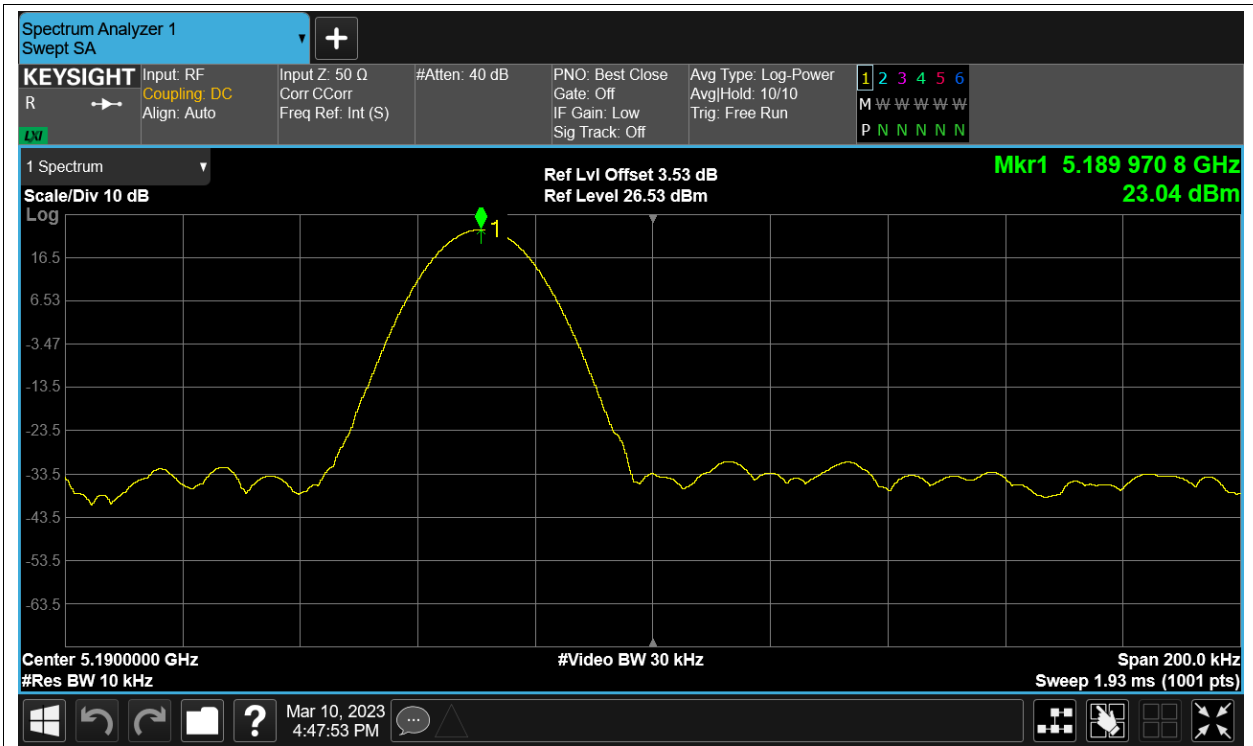 Spectrum Analyzer 1
Swept SA
KEYSIGHT
R
LXI
Input: RF
Coupling: DC
Align: Auto
Input Z: 50 Ω
Corr CCorr
Freq Ref: Int (S)
#Atten: 40 dB
PNO: Best Close
Gate: Off
IF Gain: Low
Sig Track: Off
Avg Type: Log-Power
Avg|Hold: 10/10
Trig: Free Run
1 2 3 4 5 6
M W W W W W
P N N N N N
1 Spectrum
Scale/Div 10 dB
Log
Ref Lvl Offset 3.53 dB
Ref Level 26.53 dBm
Mkr1 5.189 970 8 GHz
23.04 dBm
1
16.5
6.53
-3.47
-13.5
-23.5
-33.5
-43.5
-53.5
-63.5
Center 5.1900000 GHz
#Res BW 10 kHz
#Video BW 30 kHz
Span 200.0 kHz
Sweep 1.93 ms (1001 pts)
?
Mar 10, 2023
4:47:53 PM